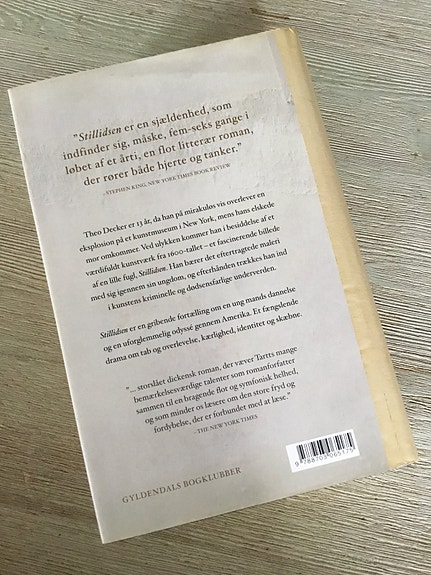 "Stillidsen er en sjældenhed, som
indfinder sig, måske, fem-seks gange i
løbet af et årti, en flot litterær roman,
der rører både hjerte og tanker."
- STEPHEN KING, NEW YORK TIMES BOOK REVIEW
Theo Decker er 13 år, da han på mirakuløs vis overlever en
eksplosion på et kunstmuseum i New York, mens hans elskede
mor omkommer. Ved ulykken kommer han i besiddelse af et
værdifuldt kunstværk fra 1600-tallet – et fascinerende billede
af en lille fugl, Stillidsen. Han bærer det eftertragtede maleri
med sig igennem sin ungdom, og efterhånden trækkes han ind
i kunstens kriminelle og dødsensfarlige underverden.
Stillidsen er en gribende fortælling om en ung mands dannelse
og en uforglemmelig odyssé gennem Amerika. Et fængslende
drama om tab og overlevelse, kærlighed, identitet og skæbne.
"... storslået dickensk roman, der væver Tartts mange
bemærkelsesværdige talenter som romanforfatter
sammen til en bragende flot og symfonisk helhed,
og som minder os læsere om den store fryd og
fordybelse, der er forbundet med at læse."
- THE NEW YORK TIMES
GYLDENDALS BOGKLUBBER
9 788703 065175